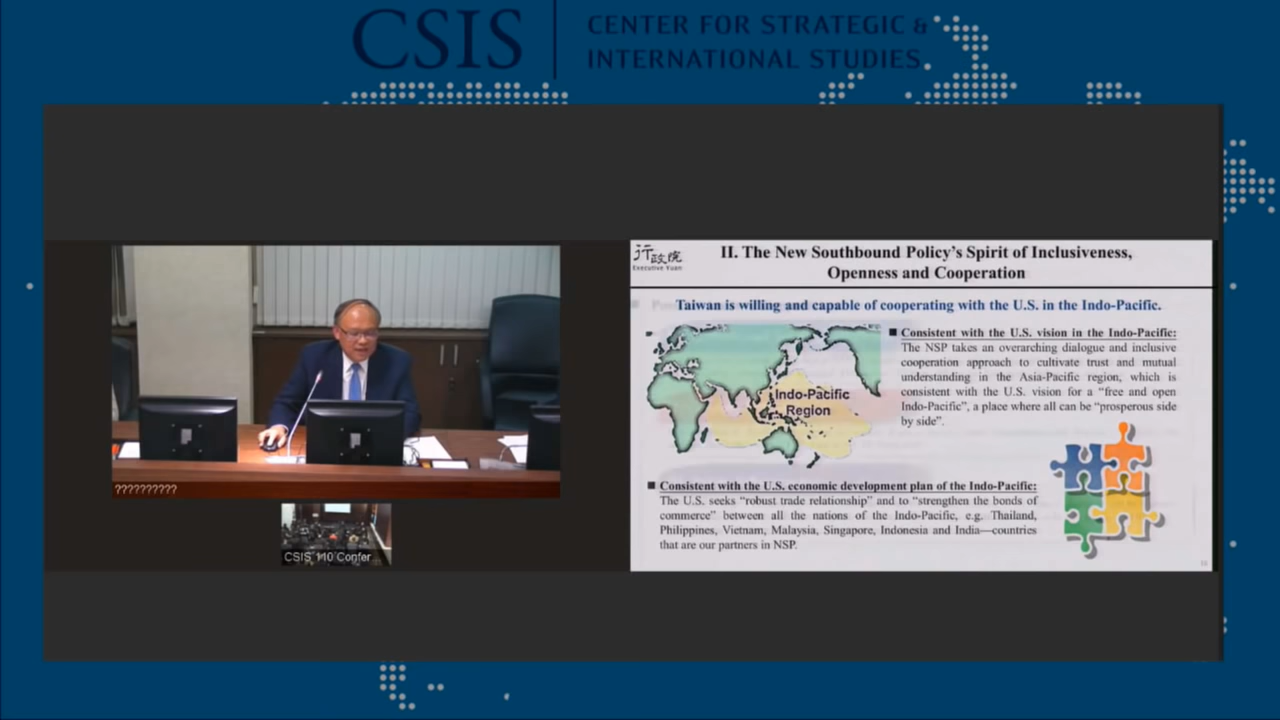 CSIS
CENTER FOR STRATEGIC &
INTERNATIONAL STUDIES
??????????
CSIS 110 Confer
行政院
Executive Yuan
II. The New Southbound Policy's Spirit of Inclusiveness,
Openness and Cooperation
Taiwan is willing and capable of cooperating with the U.S. in the Indo-Pacific.
Indo-Pacific
Region
■ Consistent with the U.S. vision in the Indo-Pacific:
The NSP takes an overarching dialogue and inclusive
cooperation approach to cultivate trust and mutual
understanding in the Asia-Pacific region, which is
consistent with the U.S. vision for a "free and open
Indo-Pacific", a place where all can be "prosperous side
by side".
■ Consistent with the U.S. economic development plan of the Indo-Pacific:
The U.S. seeks "robust trade relationship" and to "strengthen the bonds of
commerce" between all the nations of the Indo-Pacific, e.g. Thailand,
Philippines, Vietnam, Malaysia, Singapore, Indonesia and India—countries
that are our partners in NSP.